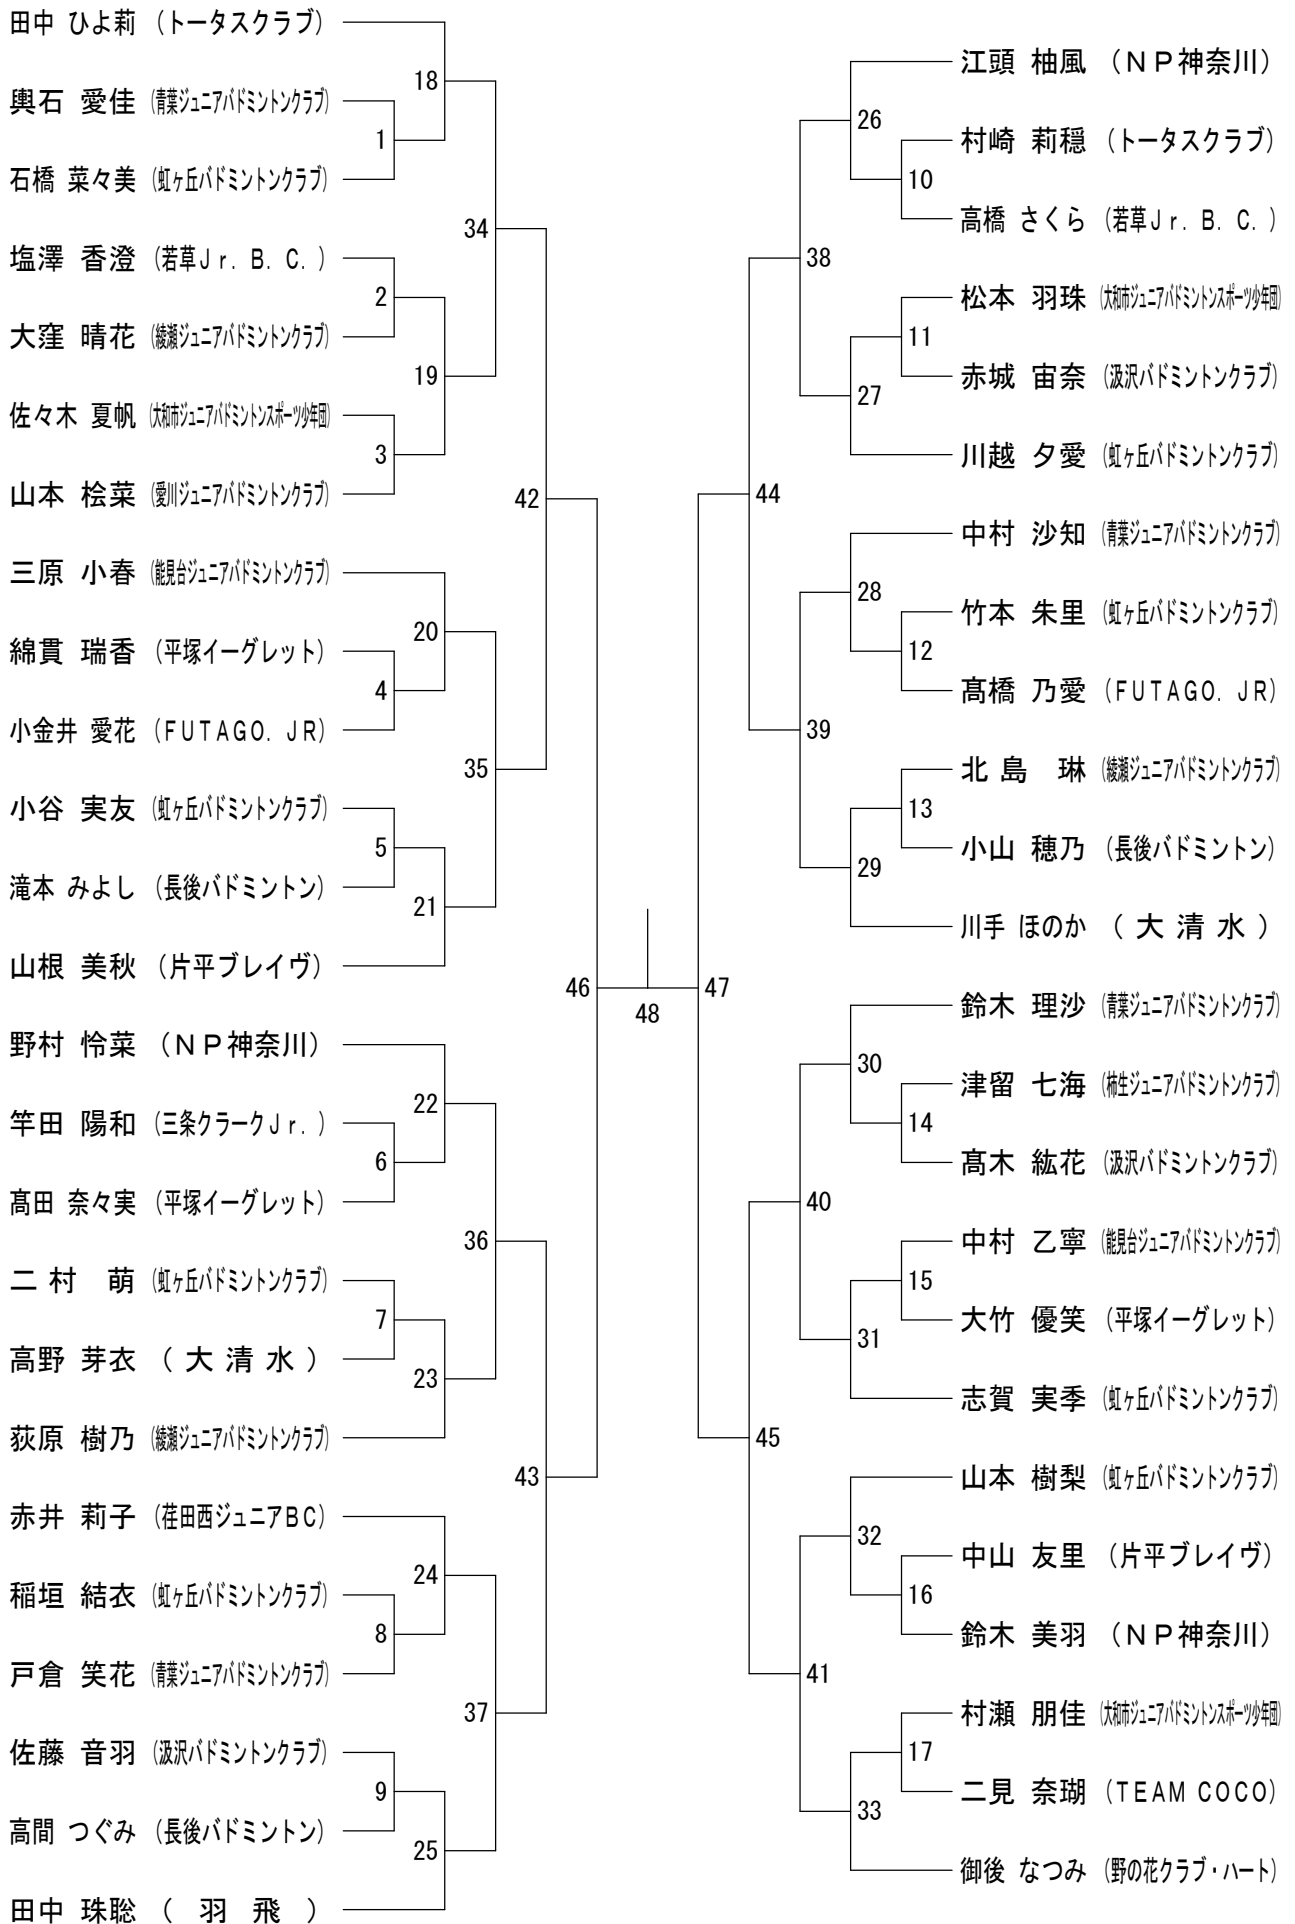 田中 ひよ莉 (トータスクラブ)
輿石 愛佳 (青葉ジュニアバドミントンクラブ)
石橋 菜々美 (虹ヶ丘バドミントンクラブ)
塩澤 香澄 (若草Jr. B. C. )
大窪 晴花 (綾瀬ジュニアバドミントンクラブ)
佐々木 夏帆 (大和市ジュニアバドミントンスポーツ少年団)
山本 桧菜 (愛川ジュニアバドミントンクラブ)
三原 小春 (能見台ジュニアバドミントンクラブ)
綿貫 瑞香 (平塚イーグレット)
小金井 愛花 (FUTAGO. JR)
小谷 実友 (虹ヶ丘バドミントンクラブ)
滝本 みよし (長後バドミントン)
山根 美秋 (片平ブレイヴ)
野村 怜菜 (NP神奈川)
竿田 陽和 (三条クラークJr. )
髙田 奈々実 (平塚イーグレット)
二村 萌 (虹ヶ丘バドミントンクラブ)
高野 芽衣 (大清水)
荻原 樹乃 (綾瀬ジュニアバドミントンクラブ)
赤井 莉子 (荏田西ジュニアBC)
稲垣 結衣 (虹ヶ丘バドミントンクラブ)
戸倉 笑花 (青葉ジュニアバドミントンクラブ)
佐藤 音羽 (汲沢バドミントンクラブ)
高間 つぐみ (長後バドミントン)
田中 珠聡 (羽飛)
1
2
3
4
5
6
7
8
9
18
19
20
21
22
23
24
25
34
35
36
37
42
43
46
48
47
44
45
38
39
40
41
26
27
28
29
30
31
32
33
10
11
12
13
14
15
16
17
江頭 柚風 (NP神奈川)
村崎 莉穏 (トータスクラブ)
高橋 さくら (若草Jr. B. C. )
松本 羽珠 (大和市ジュニアバドミントンスポーツ少年団)
赤城 宙奈 (汲沢バドミントンクラブ)
川越 夕愛 (虹ヶ丘バドミントンクラブ)
中村 沙知 (青葉ジュニアバドミントンクラブ)
竹本 朱里 (虹ヶ丘バドミントンクラブ)
髙橋 乃愛 (FUTAGO. JR)
北島 琳 (綾瀬ジュニアバドミントンクラブ)
小山 穂乃 (長後バドミントン)
川手 ほのか (大清水)
鈴木 理沙 (青葉ジュニアバドミントンクラブ)
津留 七海 (柿生ジュニアバドミントンクラブ)
髙木 紘花 (汲沢バドミントンクラブ)
中村 乙寧 (能見台ジュニアバドミントンクラブ)
大竹 優笑 (平塚イーグレット)
志賀 実季 (虹ヶ丘バドミントンクラブ)
山本 樹梨 (虹ヶ丘バドミントンクラブ)
中山 友里 (片平ブレイヴ)
鈴木 美羽 (NP神奈川)
村瀬 朋佳 (大和市ジュニアバドミントンスポーツ少年団)
二見 奈瑚 (TEAM COCO)
御後 なつみ (野の花クラブ・ハート)